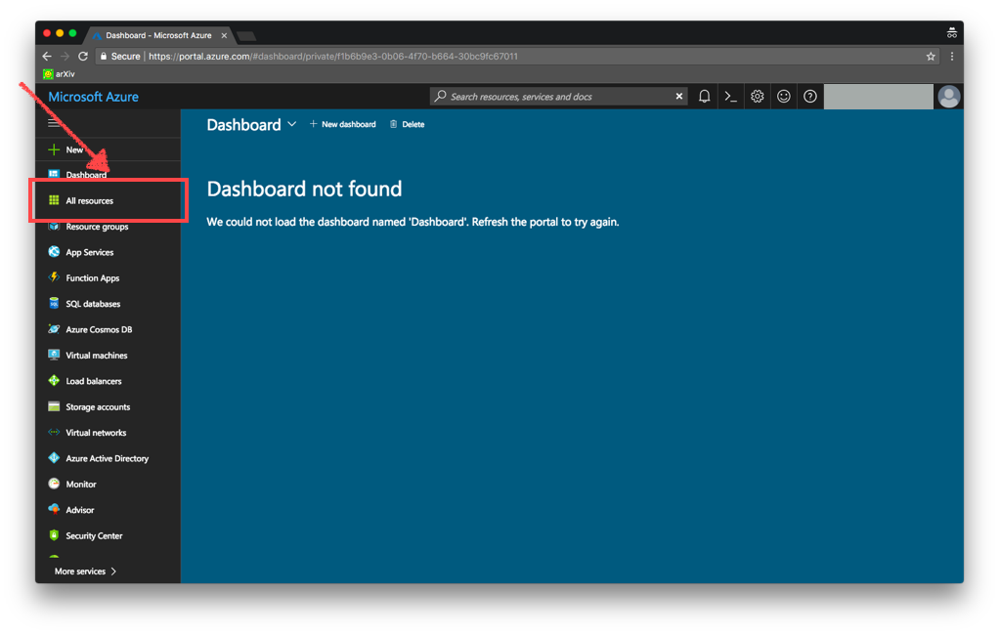 Dashboard - Microsoft Azure
Secure | https://portal.azure.com/#dashboard/private/f1b6b9e3-0b06-4f70-b664-30bc9fc67011
arXiv
Microsoft Azure
Search resources, services and docs
Dashboard
New dashboard
Delete
New
Dashboard
All resources
Resource groups
App Services
Function Apps
SQL databases
Azure Cosmos DB
Virtual machines
Load balancers
Storage accounts
Virtual networks
Azure Active Directory
Monitor
Advisor
Security Center
More services
Dashboard not found
We could not load the dashboard named 'Dashboard'. Refresh the portal to try again.